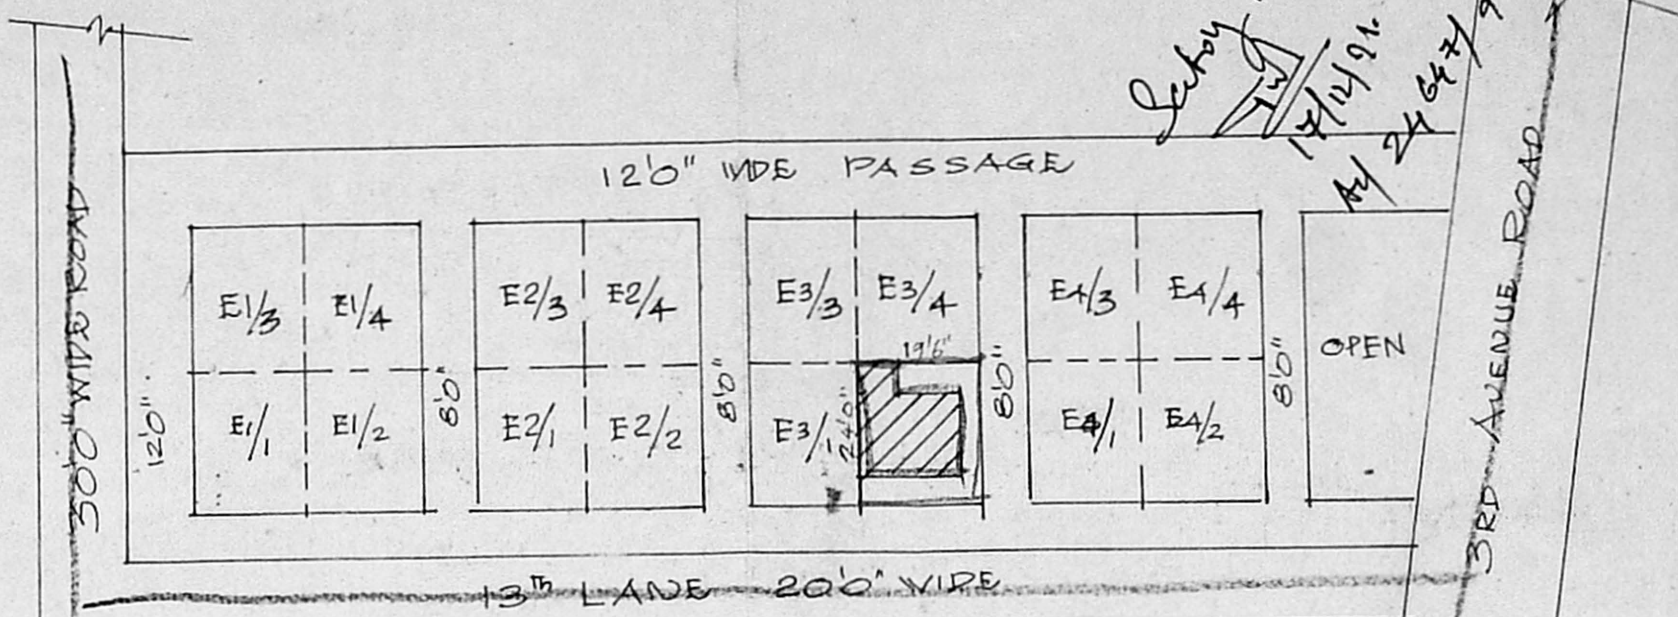 17/12/91.
12'0" WIDE PASSAGE
E1/3 E1/4 E2/3 E2/4 E3/3 E3/4 E4/3 E4/4
19'6"
OPEN
12'0" 8'0" 8'0" 8'0" 8'0"
E1/1 E1/2 E2/1 E2/2 E3/1 24'0" E4/1 E4/2
30'0" WIDE ROAD
3RD AVENUE ROAD
13TH LANE 20'0" WIDE